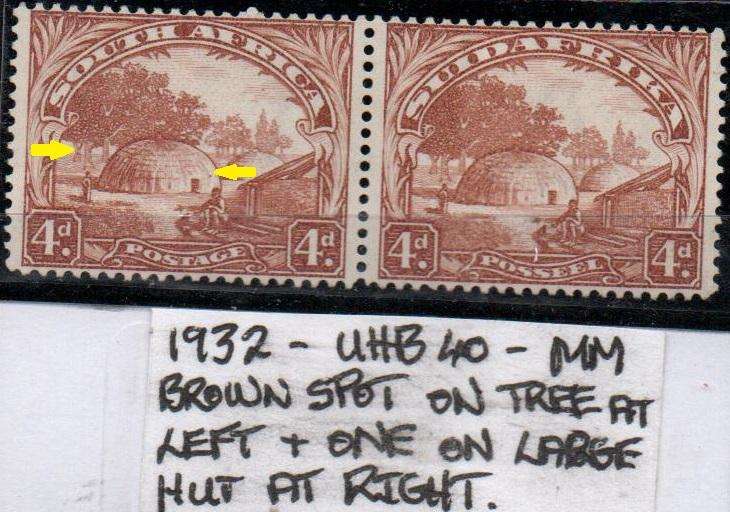 SOUTH AFRICA
SUIDAFRIKA
4d. POSTAGE 4d.
4d. POSSEEL 4d.
1932 - UHB 40 - MM
BROWN SPOT ON TREE AT
LEFT + ONE ON LARGE
HUT AT RIGHT.